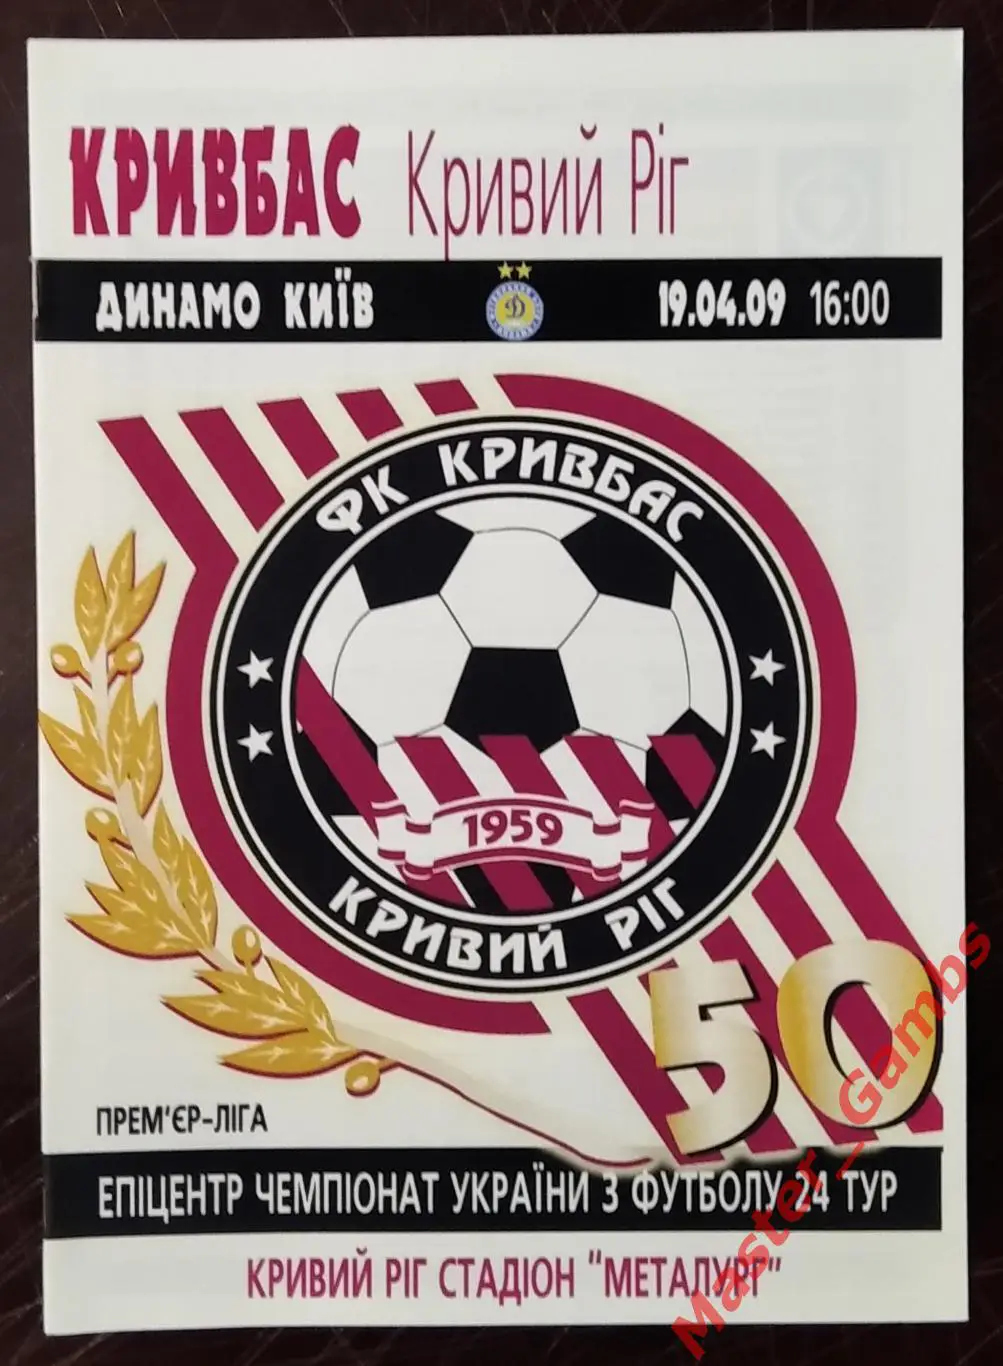 КРИВБАС Кривий Ріг
ДИНАМО КИЇВ Д 19.04.09 16:00
ФК КРИВБАС
1959
КРИВИЙ РІГ
50
ПРЕМ'ЄР-ЛІГА
ЕПІЦЕНТР ЧЕМПІОНАТ УКРАЇНИ З ФУТБОЛУ 24 ТУР
КРИВИЙ РІГ СТАДІОН "МЕТАЛУРГ"
Master_Gambs